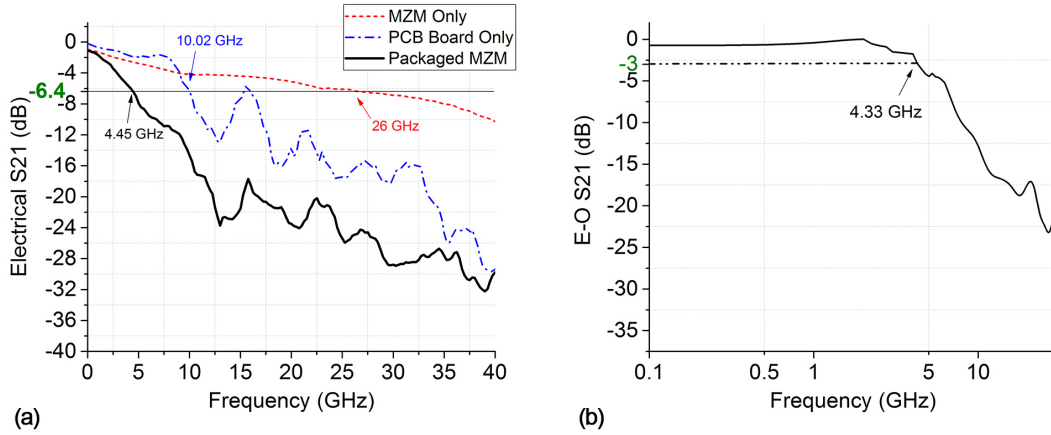 MZM Only
PCB Board Only
Packaged MZM
Electrical S21 (dB)
0
-4
-6.4
-8
-12
-16
-20
-24
-28
-32
-36
-40
10.02 GHz
4.45 GHz
26 GHz
0 5 10 15 20 25 30 35 40
Frequency (GHz)
(a)
E-O S21 (dB)
0
-3
-5
-10
-15
-20
-25
-30
-35
4.33 GHz
0.1 0.5 1 5 10
Frequency (GHz)
(b)